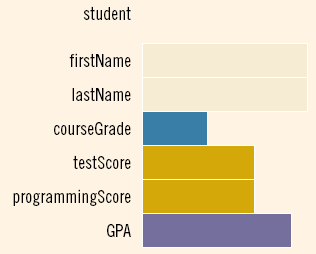 student
firstName
lastName
courseGrade
testScore
programmingScore
GPA